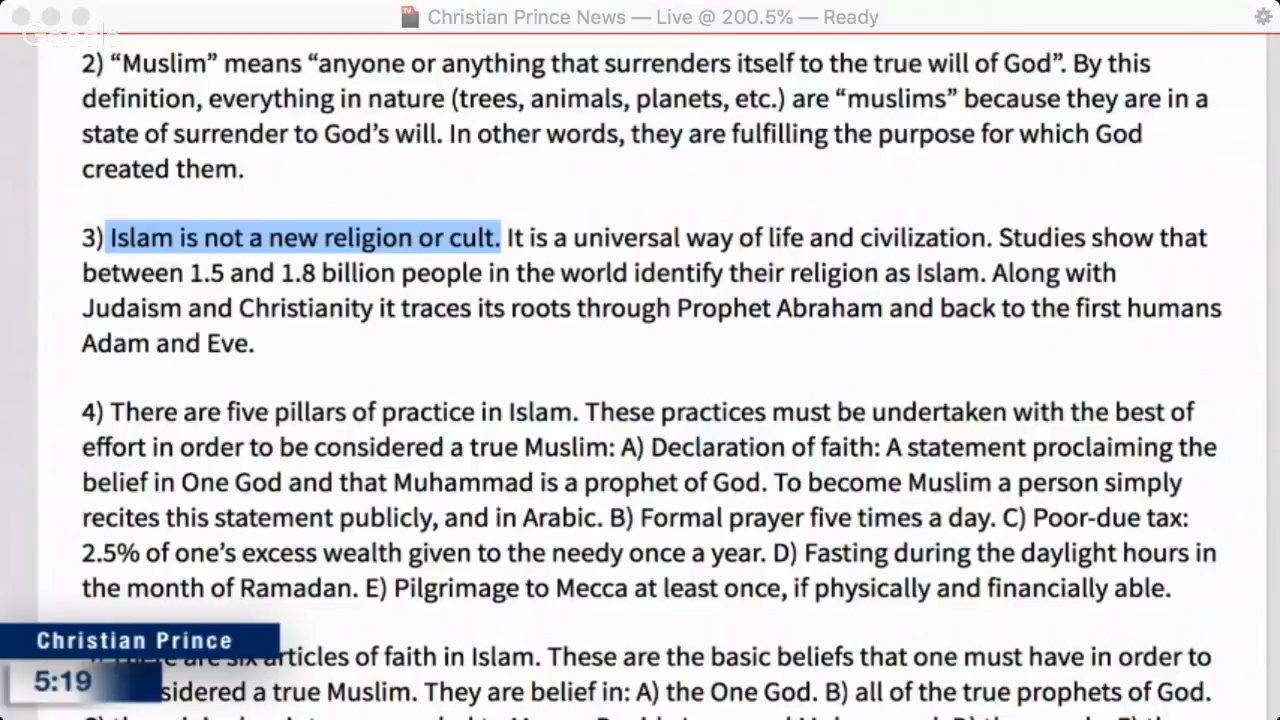 Christian Prince News — Live @ 200.5% — Ready
Google
2) “Muslim” means “anyone or anything that surrenders itself to the true will of God”. By this
definition, everything in nature (trees, animals, planets, etc.) are “muslims” because they are in a
state of surrender to God’s will. In other words, they are fulfilling the purpose for which God
created them.
3) Islam is not a new religion or cult. It is a universal way of life and civilization. Studies show that
between 1.5 and 1.8 billion people in the world identify their religion as Islam. Along with
Judaism and Christianity it traces its roots through Prophet Abraham and back to the first humans
Adam and Eve.
4) There are five pillars of practice in Islam. These practices must be undertaken with the best of
effort in order to be considered a true Muslim: A) Declaration of faith: A statement proclaiming the
belief in One God and that Muhammad is a prophet of God. To become Muslim a person simply
recites this statement publicly, and in Arabic. B) Formal prayer five times a day. C) Poor-due tax:
2.5% of one’s excess wealth given to the needy once a year. D) Fasting during the daylight hours in
the month of Ramadan. E) Pilgrimage to Mecca at least once, if physically and financially able.
Christian Prince
articles of faith in Islam. These are the basic beliefs that one must have in order to
5:19
sidered a true Muslim. They are belief in: A) the One God. B) all of the true prophets of God.